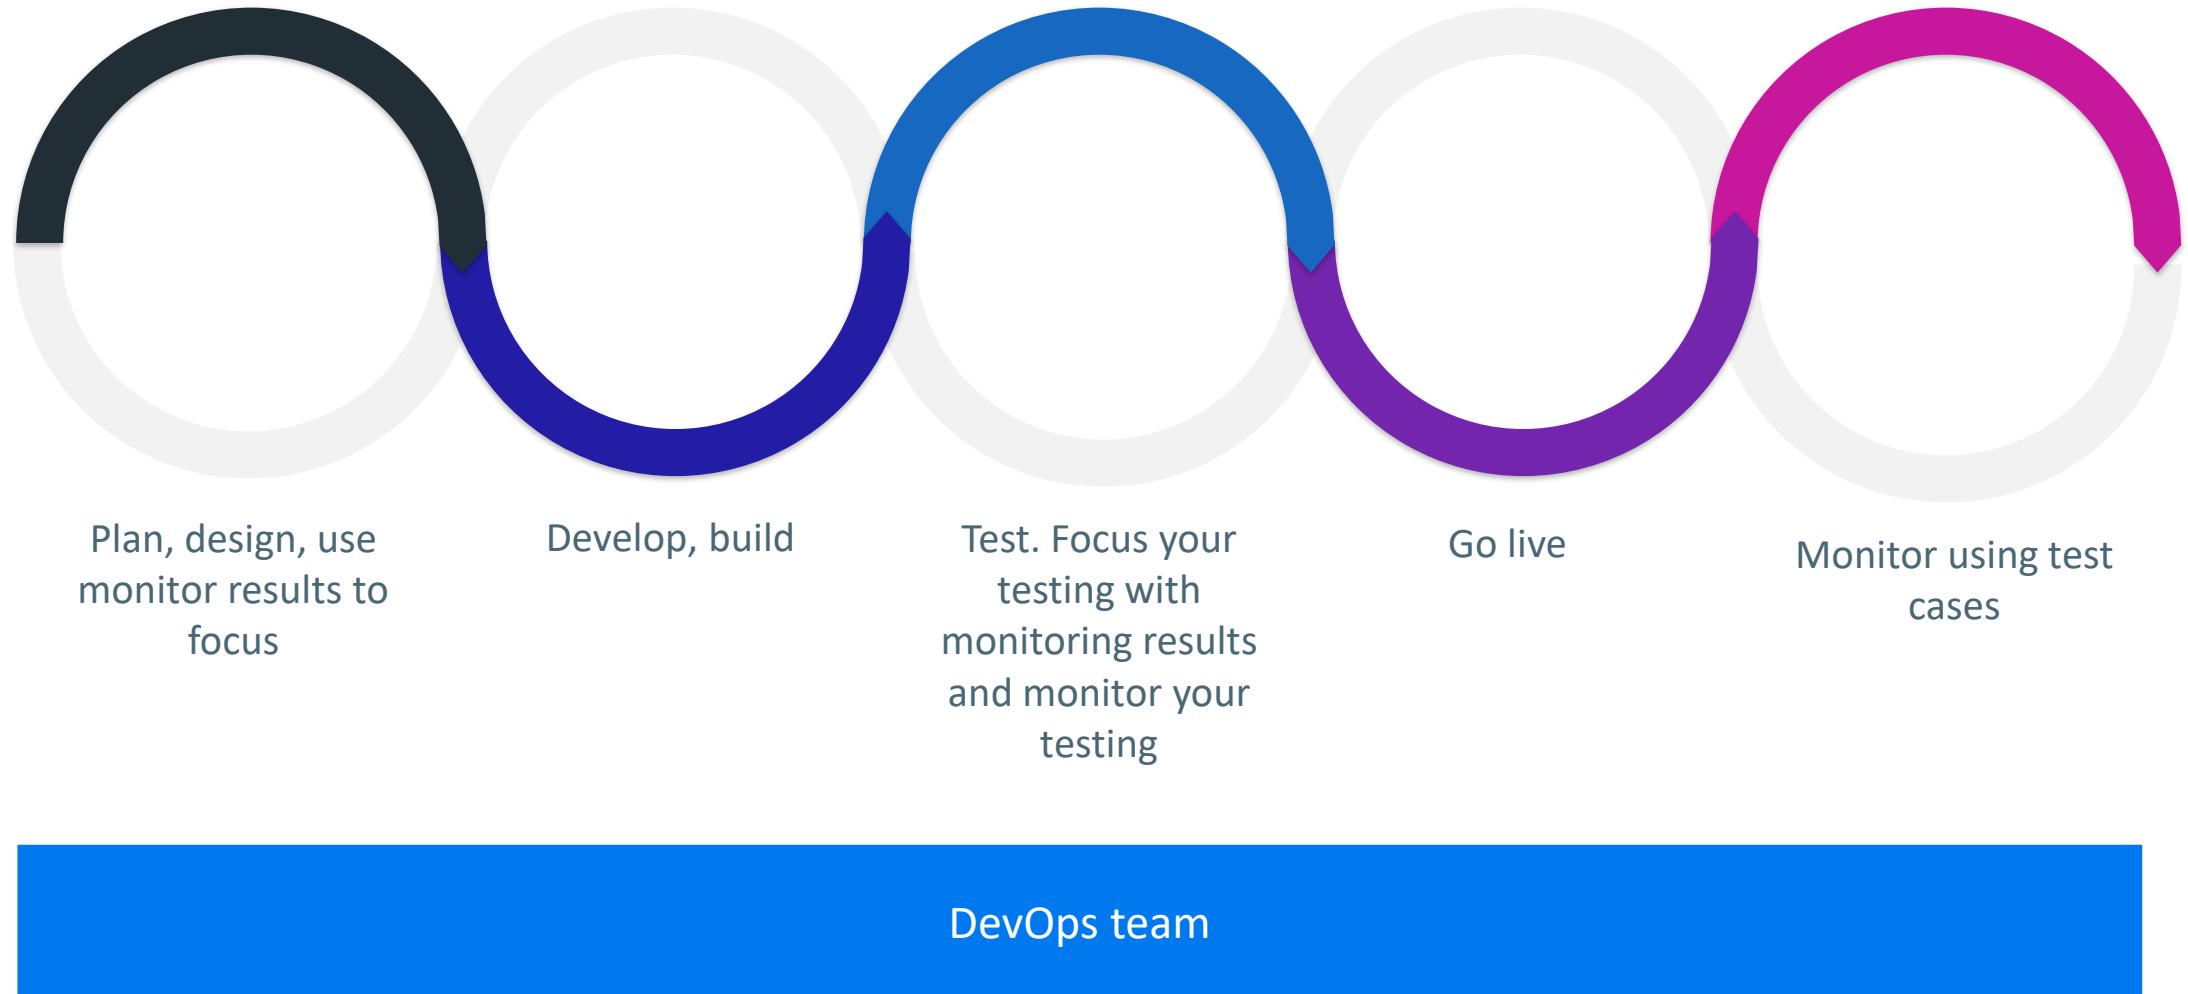 Plan, design, use
monitor results to
focus
Develop, build
Test. Focus your
testing with
monitoring results
and monitor your
testing
Go live
Monitor using test
cases
DevOps team